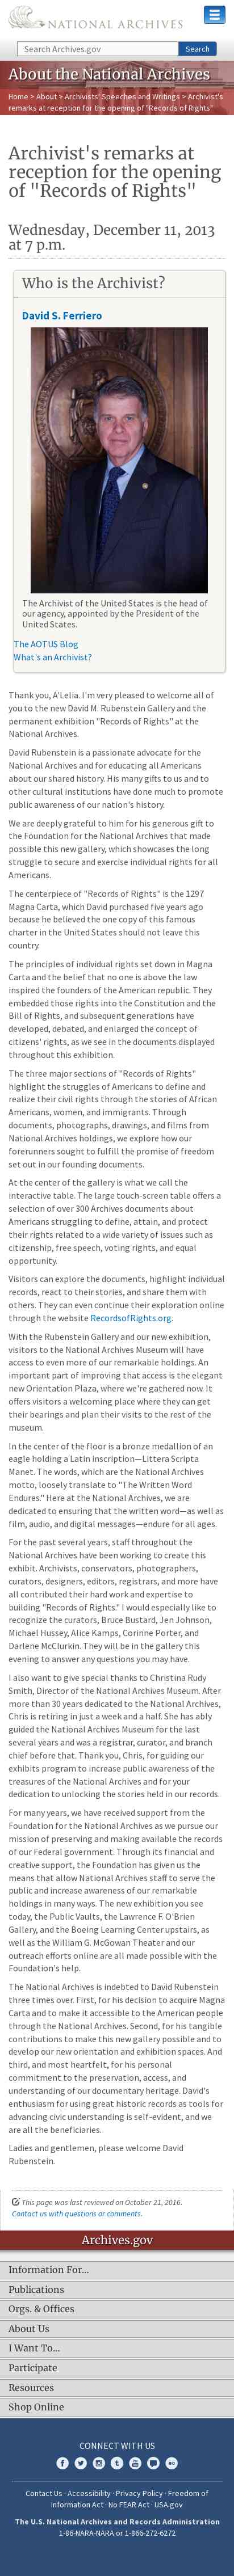 NATIONAL ARCHIVES
Search Archives.gov
Search
About the National Archives
Home > About > Archivists' Speeches and Writings > Archivist's
remarks at reception for the opening of "Records of Rights"
Archivist's remarks at
reception for the opening
of "Records of Rights"
Wednesday, December 11, 2013
at 7 p.m.
Who is the Archivist?
David S. Ferriero
The Archivist of the United States is the head of
our agency, appointed by the President of the
United States.
The AOTUS Blog
What's an Archivist?
Thank you, A'Lelia. I'm very pleased to welcome all of
you to the new David M. Rubenstein Gallery and the
permanent exhibition "Records of Rights" at the
National Archives.
David Rubenstein is a passionate advocate for the
National Archives and for educating all Americans
about our shared history. His many gifts to us and to
other cultural institutions have done much to promote
public awareness of our nation's history.
We are deeply grateful to him for his generous gift to
the Foundation for the National Archives that made
possible this new gallery, which showcases the long
struggle to secure and exercise individual rights for all
Americans.
The centerpiece of "Records of Rights" is the 1297
Magna Carta, which David purchased five years ago
because he believed the one copy of this famous
charter in the United States should not leave this
country.
The principles of individual rights set down in Magna
Carta and the belief that no one is above the law
inspired the founders of the American republic. They
embedded those rights into the Constitution and the
Bill of Rights, and subsequent generations have
developed, debated, and enlarged the concept of
citizens' rights, as we see in the documents displayed
throughout this exhibition.
The three major sections of "Records of Rights"
highlight the struggles of Americans to define and
realize their civil rights through the stories of African
Americans, women, and immigrants. Through
documents, photographs, drawings, and films from
National Archives holdings, we explore how our
forerunners sought to fulfill the promise of freedom
set out in our founding documents.
At the center of the gallery is what we call the
interactive table. The large touch-screen table offers a
selection of over 300 Archives documents about
Americans struggling to define, attain, and protect
their rights related to a wide variety of issues such as
citizenship, free speech, voting rights, and equal
opportunity.
Visitors can explore the documents, highlight individual
records, react to their stories, and share them with
others. They can even continue their exploration online
through the website RecordsofRights.org.
With the Rubenstein Gallery and our new exhibition,
visitors to the National Archives Museum will have
access to even more of our remarkable holdings. An
important part of improving that access is the elegant
new Orientation Plaza, where we're gathered now. It
offers visitors a welcoming place where they can get
their bearings and plan their visits to the rest of the
museum.
In the center of the floor is a bronze medallion of an
eagle holding a Latin inscription—Littera Scripta
Manet. The words, which are the National Archives
motto, loosely translate to "The Written Word
Endures." Here at the National Archives, we are
dedicated to ensuring that the written word—as well as
film, audio, and digital messages—endure for all ages.
For the past several years, staff throughout the
National Archives have been working to create this
exhibit. Archivists, conservators, photographers,
curators, designers, editors, registrars, and more have
all contributed their hard work and expertise to
building "Records of Rights." I would especially like to
recognize the curators, Bruce Bustard, Jen Johnson,
Michael Hussey, Alice Kamps, Corinne Porter, and
Darlene McClurkin. They will be in the gallery this
evening to answer any questions you may have.
I also want to give special thanks to Christina Rudy
Smith, Director of the National Archives Museum. After
more than 30 years dedicated to the National Archives,
Chris is retiring in just a week and a half. She has ably
guided the National Archives Museum for the last
several years and was a registrar, curator, and branch
chief before that. Thank you, Chris, for guiding our
exhibits program to increase public awareness of the
treasures of the National Archives and for your
dedication to unlocking the stories held in our records.
For many years, we have received support from the
Foundation for the National Archives as we pursue our
mission of preserving and making available the records
of our Federal government. Through its financial and
creative support, the Foundation has given us the
means that allow National Archives staff to serve the
public and increase awareness of our remarkable
holdings in many ways. The new exhibition you see
today, the Public Vaults, the Lawrence F. O'Brien
Gallery, and the Boeing Learning Center upstairs, as
well as the William G. McGowan Theater and our
outreach efforts online are all made possible with the
Foundation's help.
The National Archives is indebted to David Rubenstein
three times over. First, for his decision to acquire Magna
Carta and to make it accessible to the American people
through the National Archives. Second, for his tangible
contributions to make this new gallery possible and to
develop our new orientation and exhibition spaces. And
third, and most heartfelt, for his personal
commitment to the preservation, access, and
understanding of our documentary heritage. David's
enthusiasm for using great historic records as tools for
advancing civic understanding is self-evident, and we
all are the beneficiaries.
Ladies and gentlemen, please welcome David
Rubenstein.
This page was last reviewed on October 21, 2016.
Contact us with questions or comments.
Archives.gov
Information For…
Publications
Orgs. & Offices
About Us
I Want To…
Participate
Resources
Shop Online
CONNECT WITH US
Contact Us · Accessibility · Privacy Policy · Freedom of
Information Act · No FEAR Act · USA.gov
The U.S. National Archives and Records Administration
1-86-NARA-NARA or 1-866-272-6272